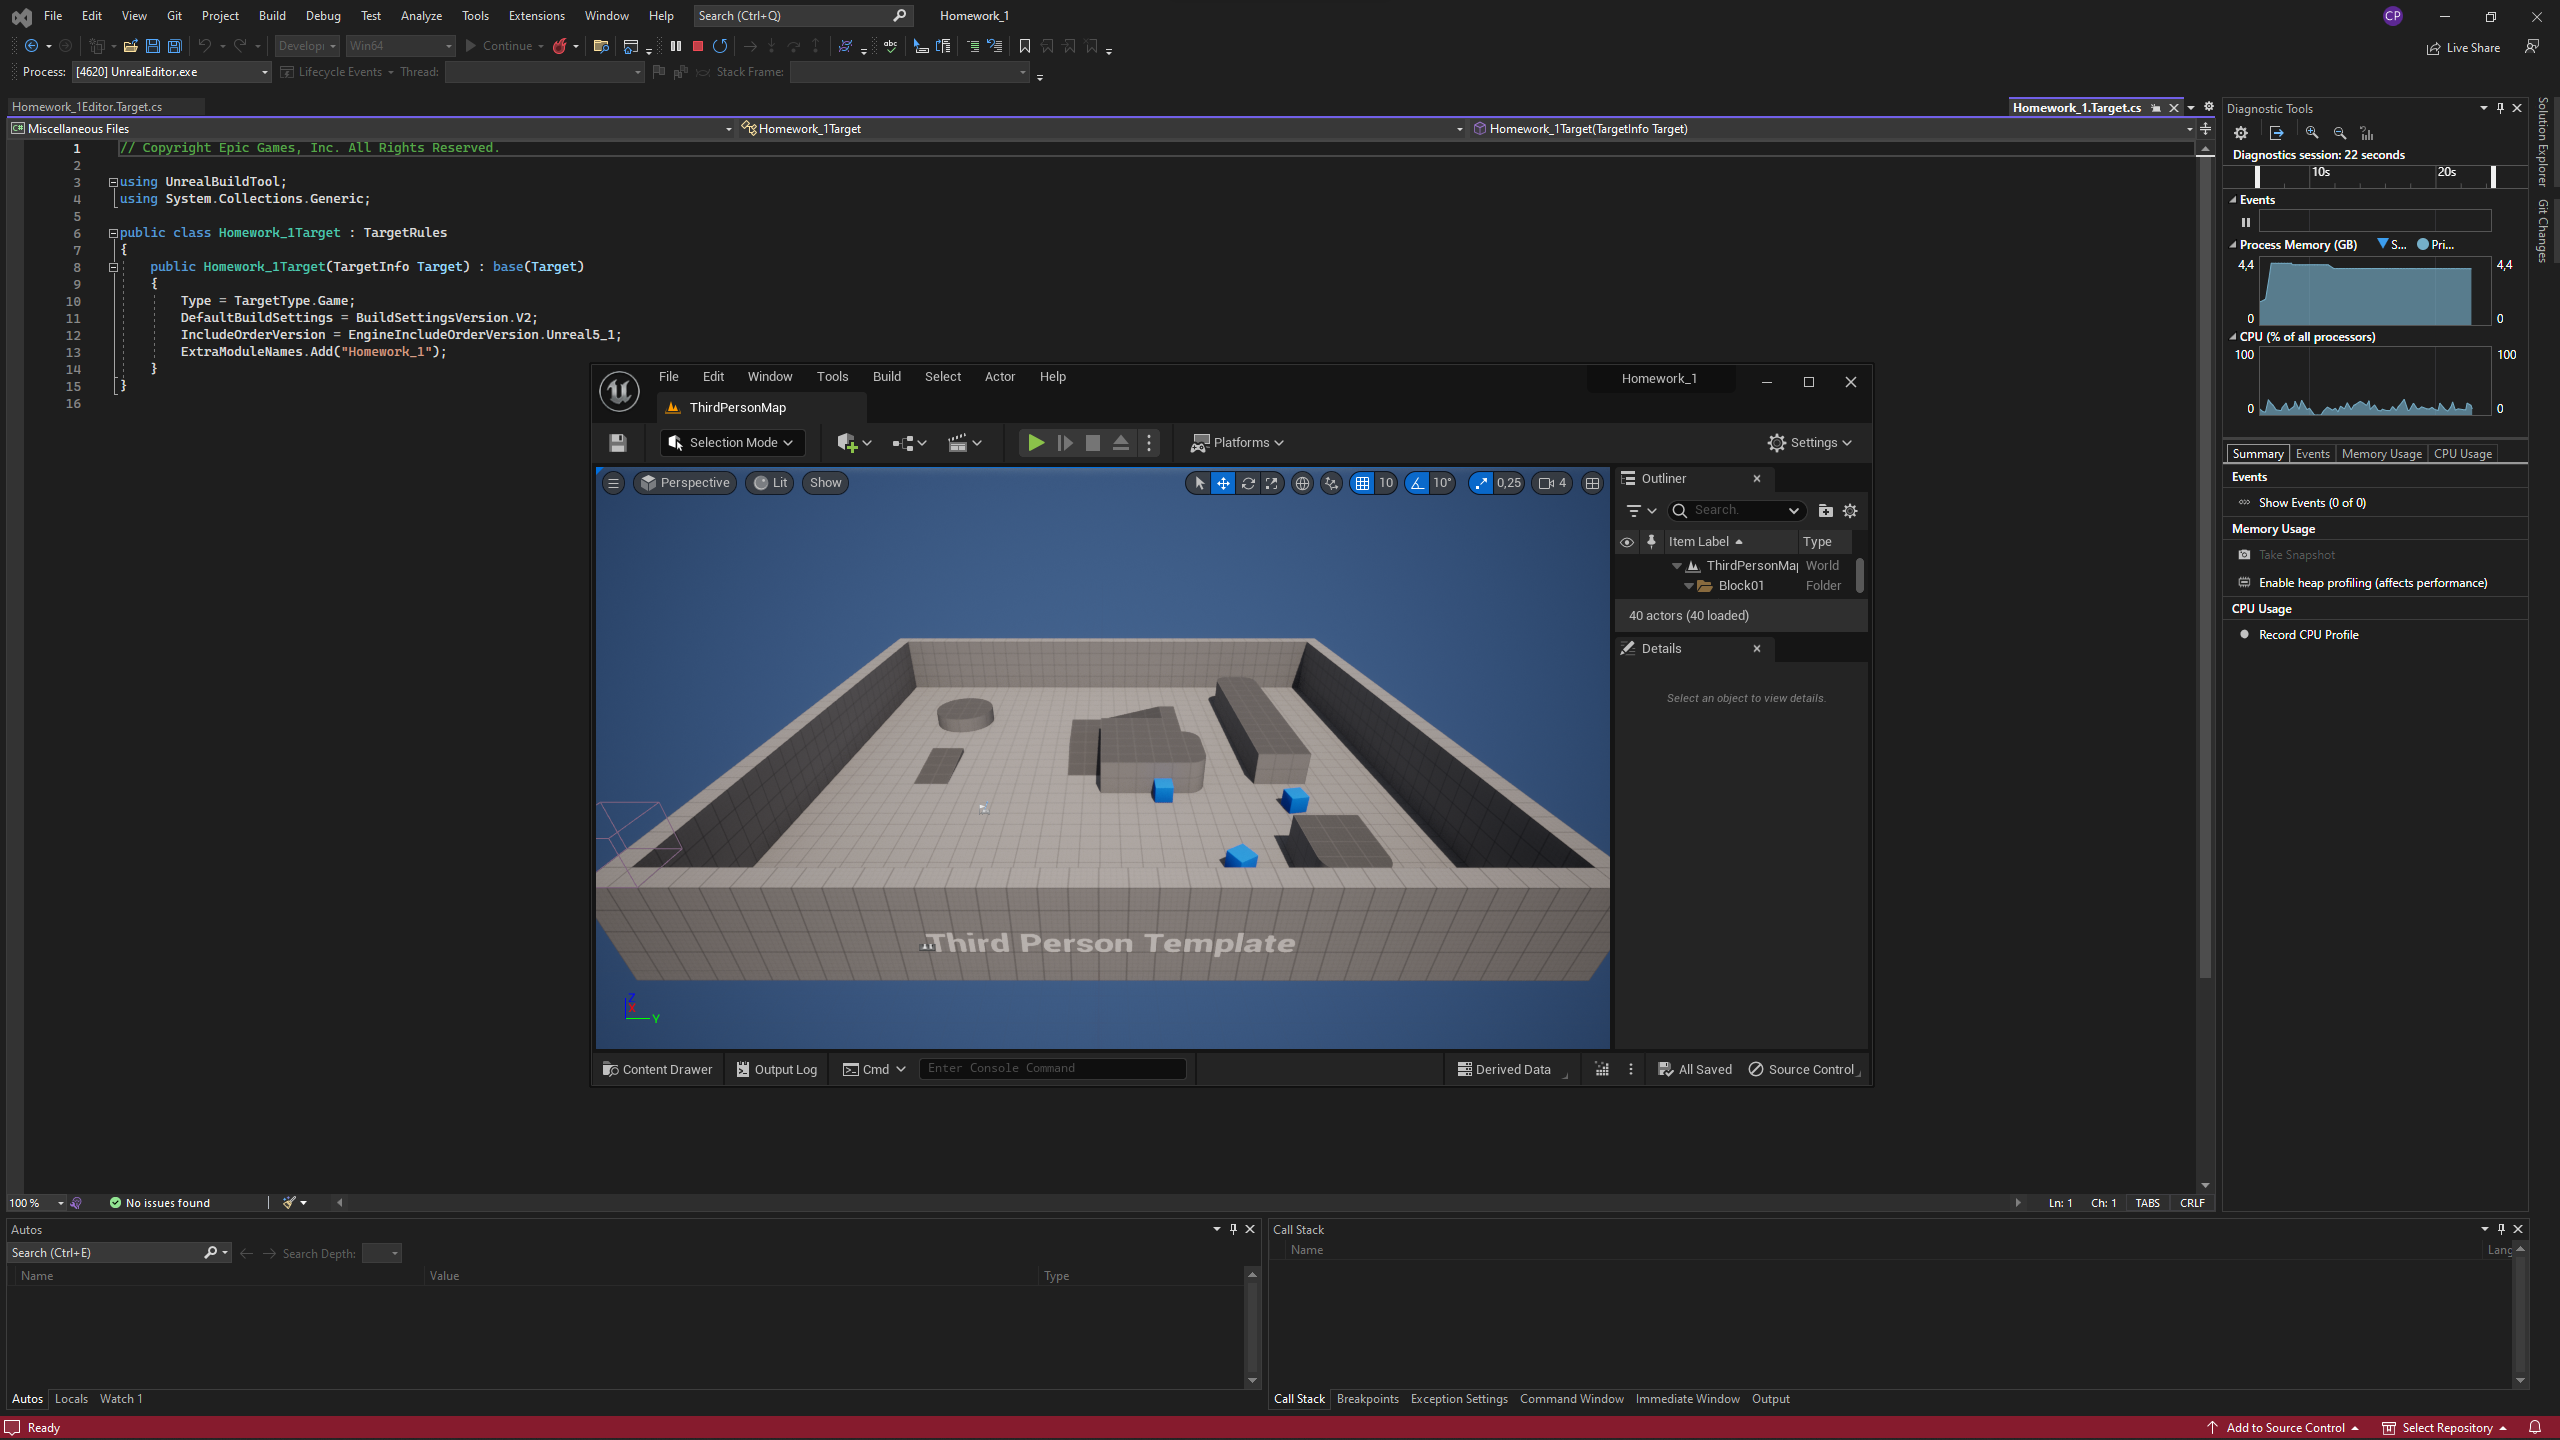 File Edit View Git Project Build Debug Test Analyze Tools Extensions Window Help Search (Ctrl+Q) Homework_1 CP
Develop Win64 Continue Live Share
Process: [4620] UnrealEditor.exe Lifecycle Events Thread: Stack Frame:
Homework_1Editor.Target.cs Homework_1.Target.cs
Miscellaneous Files Homework_1Target Homework_1Target(TargetInfo Target)
1 // Copyright Epic Games, Inc. All Rights Reserved.
2
3 using UnrealBuildTool;
4 using System.Collections.Generic;
5
6 public class Homework_1Target : TargetRules
7 {
8 public Homework_1Target(TargetInfo Target) : base(Target)
9 {
10 Type = TargetType.Game;
11 DefaultBuildSettings = BuildSettingsVersion.V2;
12 IncludeOrderVersion = EngineIncludeOrderVersion.Unreal5_1;
13 ExtraModuleNames.Add("Homework_1");
14 }
15 }
16
File Edit Window Tools Build Select Actor Help Homework_1
ThirdPersonMap
Selection Mode Platforms Settings
Perspective Lit Show 10 10° 0,25 4
Outliner
Search.
Item Label Type
ThirdPersonMap World
Block01 Folder
40 actors (40 loaded)
Details
Select an object to view details.
Third Person Template
Z
X
Y
Content Drawer Output Log Cmd Enter Console Command Derived Data All Saved Source Control
Diagnostic Tools
Diagnostics session: 22 seconds
10s 20s
Events
Process Memory (GB) S... Pri...
4,4 4,4
0 0
CPU (% of all processors)
100 100
0 0
Summary Events Memory Usage CPU Usage
Events
Show Events (0 of 0)
Memory Usage
Take Snapshot
Enable heap profiling (affects performance)
CPU Usage
Record CPU Profile
Solution Explorer
Git Changes
100 % No issues found Ln: 1 Ch: 1 TABS CRLF
Autos
Search (Ctrl+E) Search Depth:
Name Value Type
Autos Locals Watch 1
Call Stack
Name Lang
Call Stack Breakpoints Exception Settings Command Window Immediate Window Output
Ready Add to Source Control Select Repository